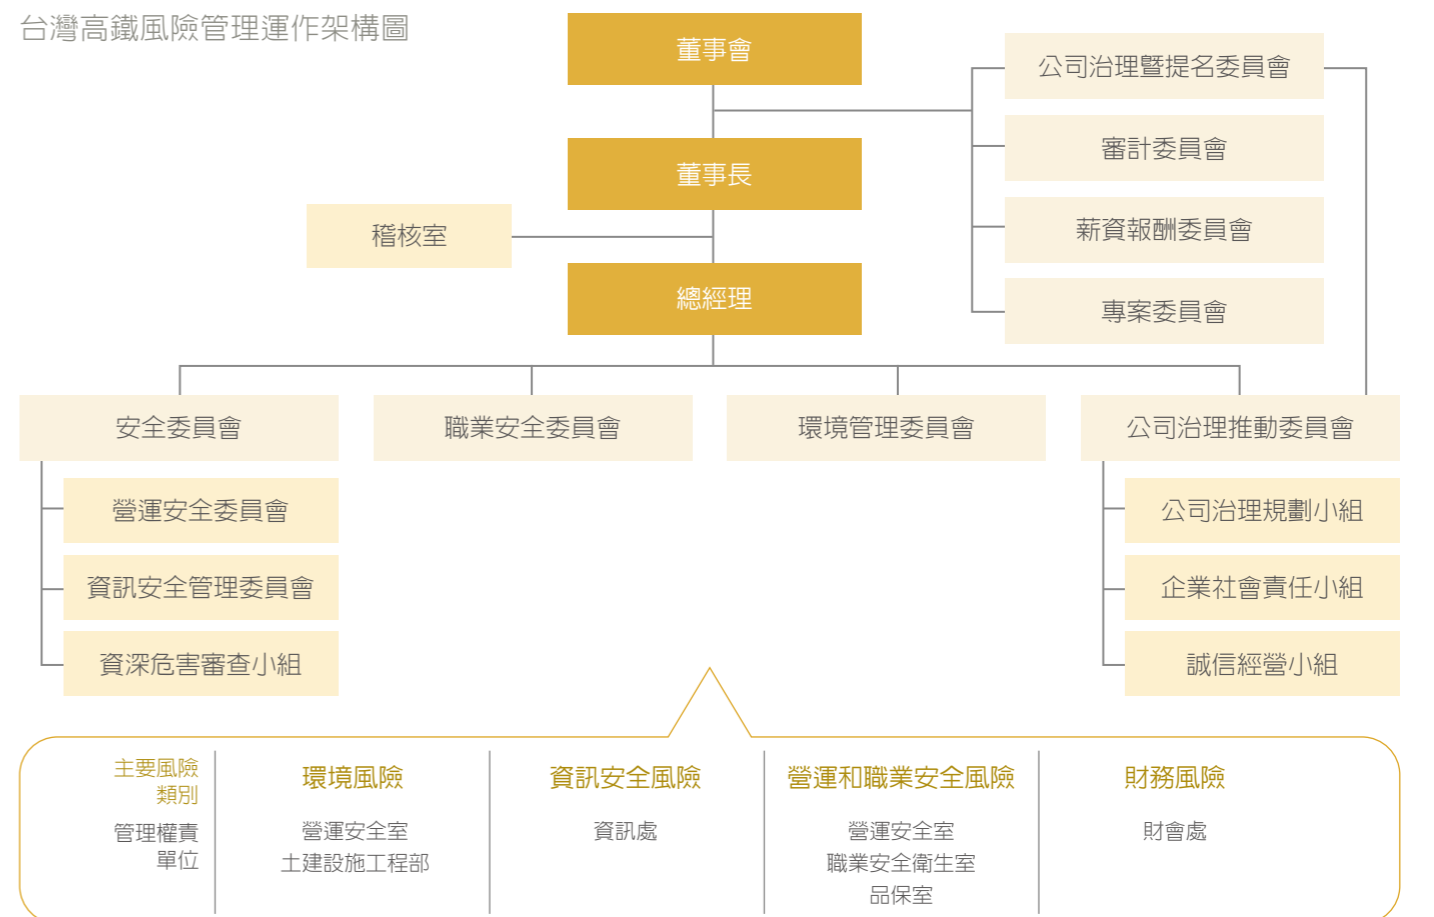 台灣高鐵風險管理運作架構圖
董事會
公司治理暨提名委員會
審計委員會
董事長
薪資報酬委員會
稽核室
總經理
專案委員會
安全委員會
職業安全委員會
環境管理委員會
公司治理推動委員會
營運安全委員會
資訊安全管理委員會
資深危害審查小組
公司治理規劃小組
企業社會責任小組
誠信經營小組
主要風險
類別
環境風險
資訊安全風險
營運和職業安全風險
財務風險
管理權責
單位
營運安全室
土建設施工程部
資訊處
營運安全室
職業安全衛生室
品保室
財會處